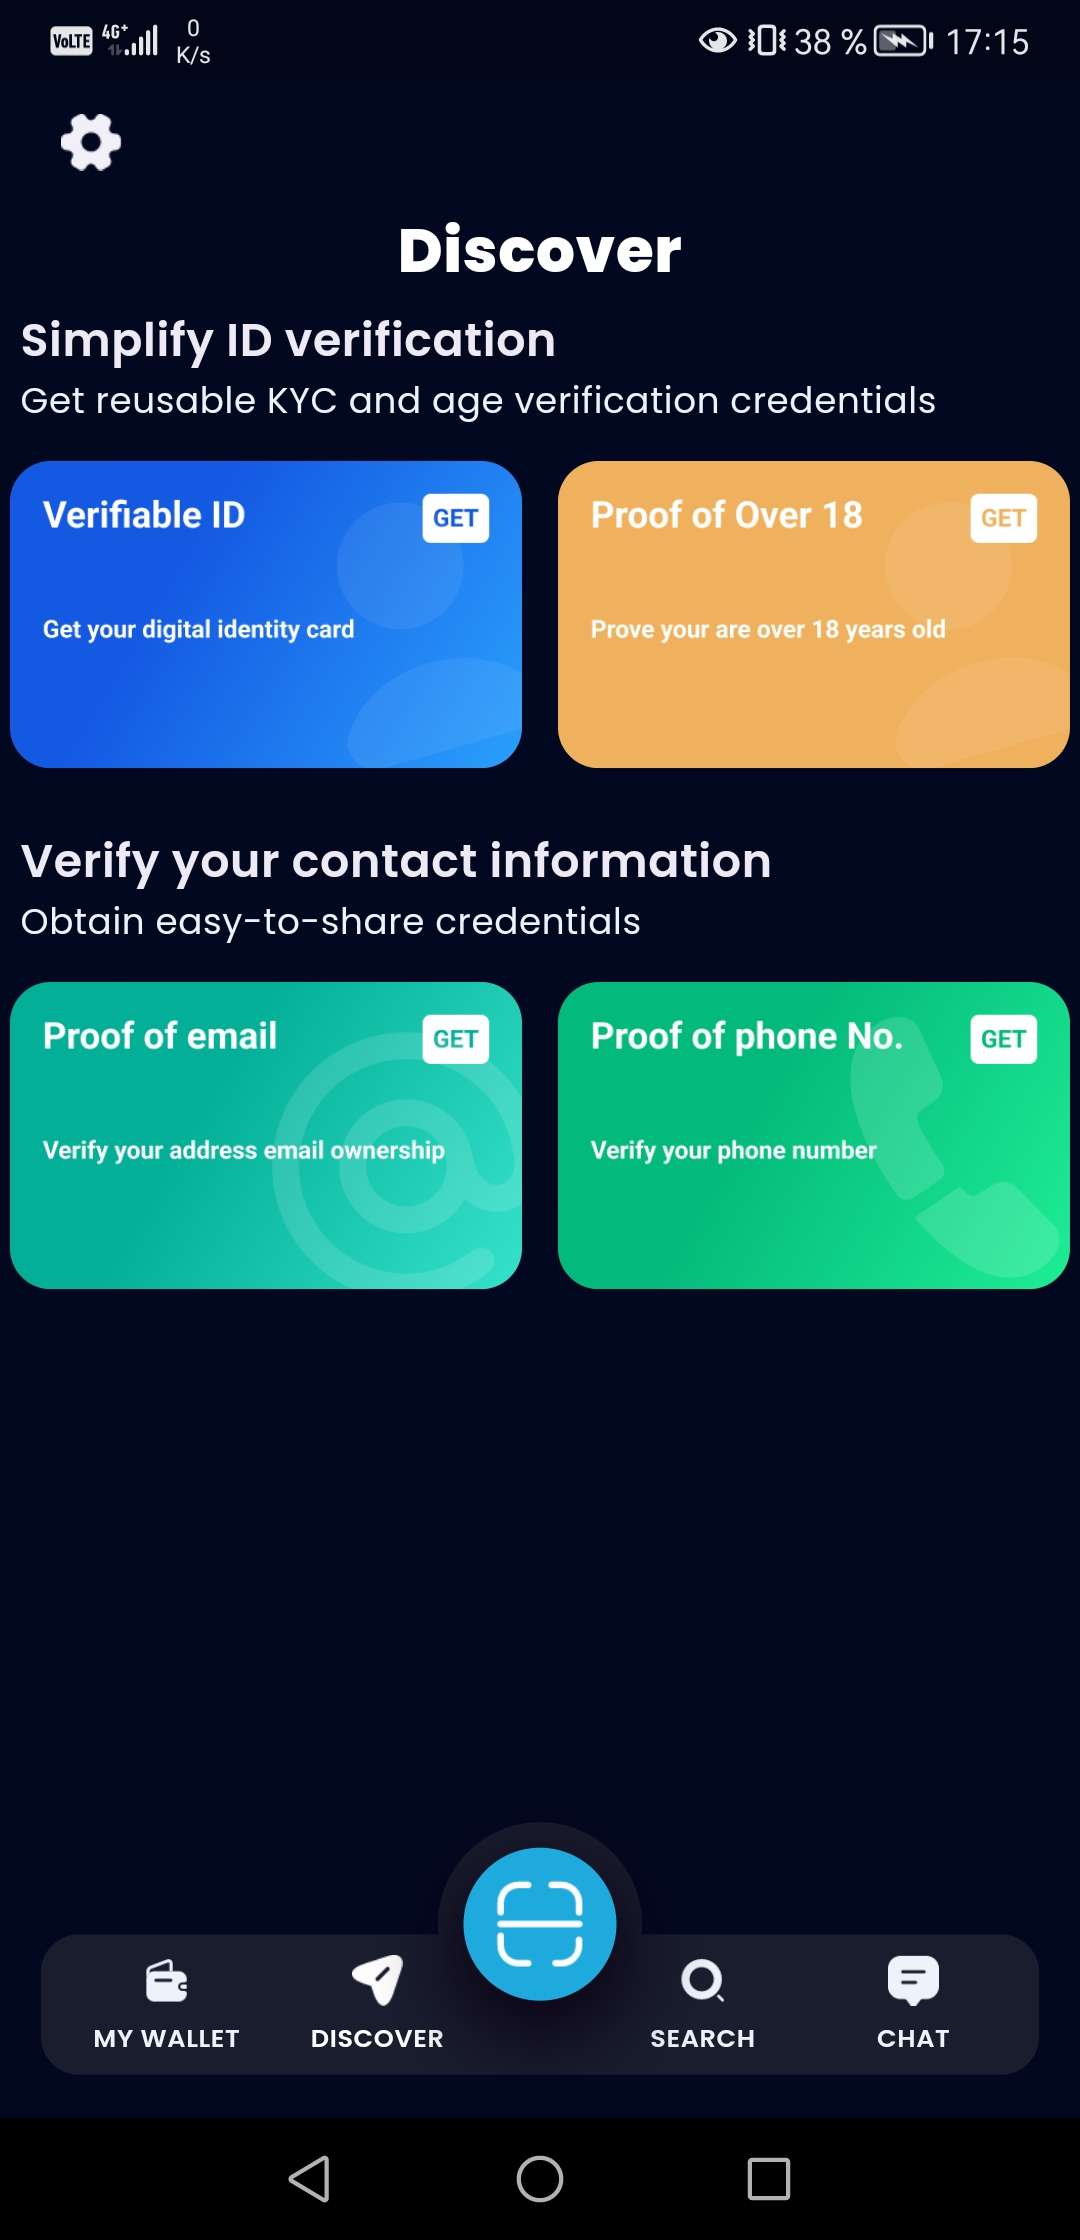 VoLTE 4G+ 0 K/s 38 % 17:15
Discover
Simplify ID verification
Get reusable KYC and age verification credentials
Verifiable ID GET
Get your digital identity card
Proof of Over 18 GET
Prove your are over 18 years old
Verify your contact information
Obtain easy-to-share credentials
Proof of email GET
Verify your address email ownership
Proof of phone No. GET
Verify your phone number
MY WALLET DISCOVER SEARCH CHAT